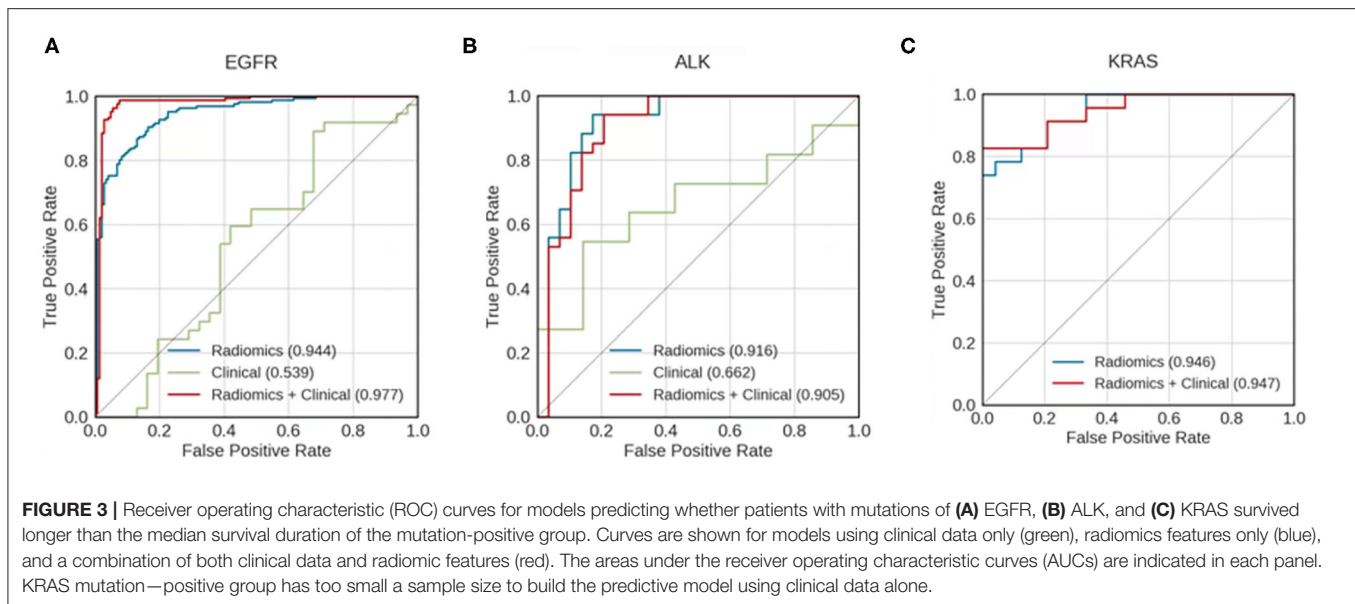 A
EGFR
1.0
0.8
0.6
0.4
0.2
0.0
True Positive Rate
Radiomics (0.944)
Clinical (0.539)
Radiomics + Clinical (0.977)
0.0 0.2 0.4 0.6 0.8 1.0
False Positive Rate
B
ALK
1.0
0.8
0.6
0.4
0.2
0.0
True Positive Rate
Radiomics (0.916)
Clinical (0.662)
Radiomics + Clinical (0.905)
0.0 0.2 0.4 0.6 0.8 1.0
False Positive Rate
C
KRAS
1.0
0.8
0.6
0.4
0.2
0.0
True Positive Rate
Radiomics (0.946)
Radiomics + Clinical (0.947)
0.0 0.2 0.4 0.6 0.8 1.0
False Positive Rate
FIGURE 3 | Receiver operating characteristic (ROC) curves for models predicting whether patients with mutations of (A) EGFR, (B) ALK, and (C) KRAS survived
longer than the median survival duration of the mutation-positive group. Curves are shown for models using clinical data only (green), radiomics features only (blue),
and a combination of both clinical data and radiomic features (red). The areas under the receiver operating characteristic curves (AUCs) are indicated in each panel.
KRAS mutation—positive group has too small a sample size to build the predictive model using clinical data alone.